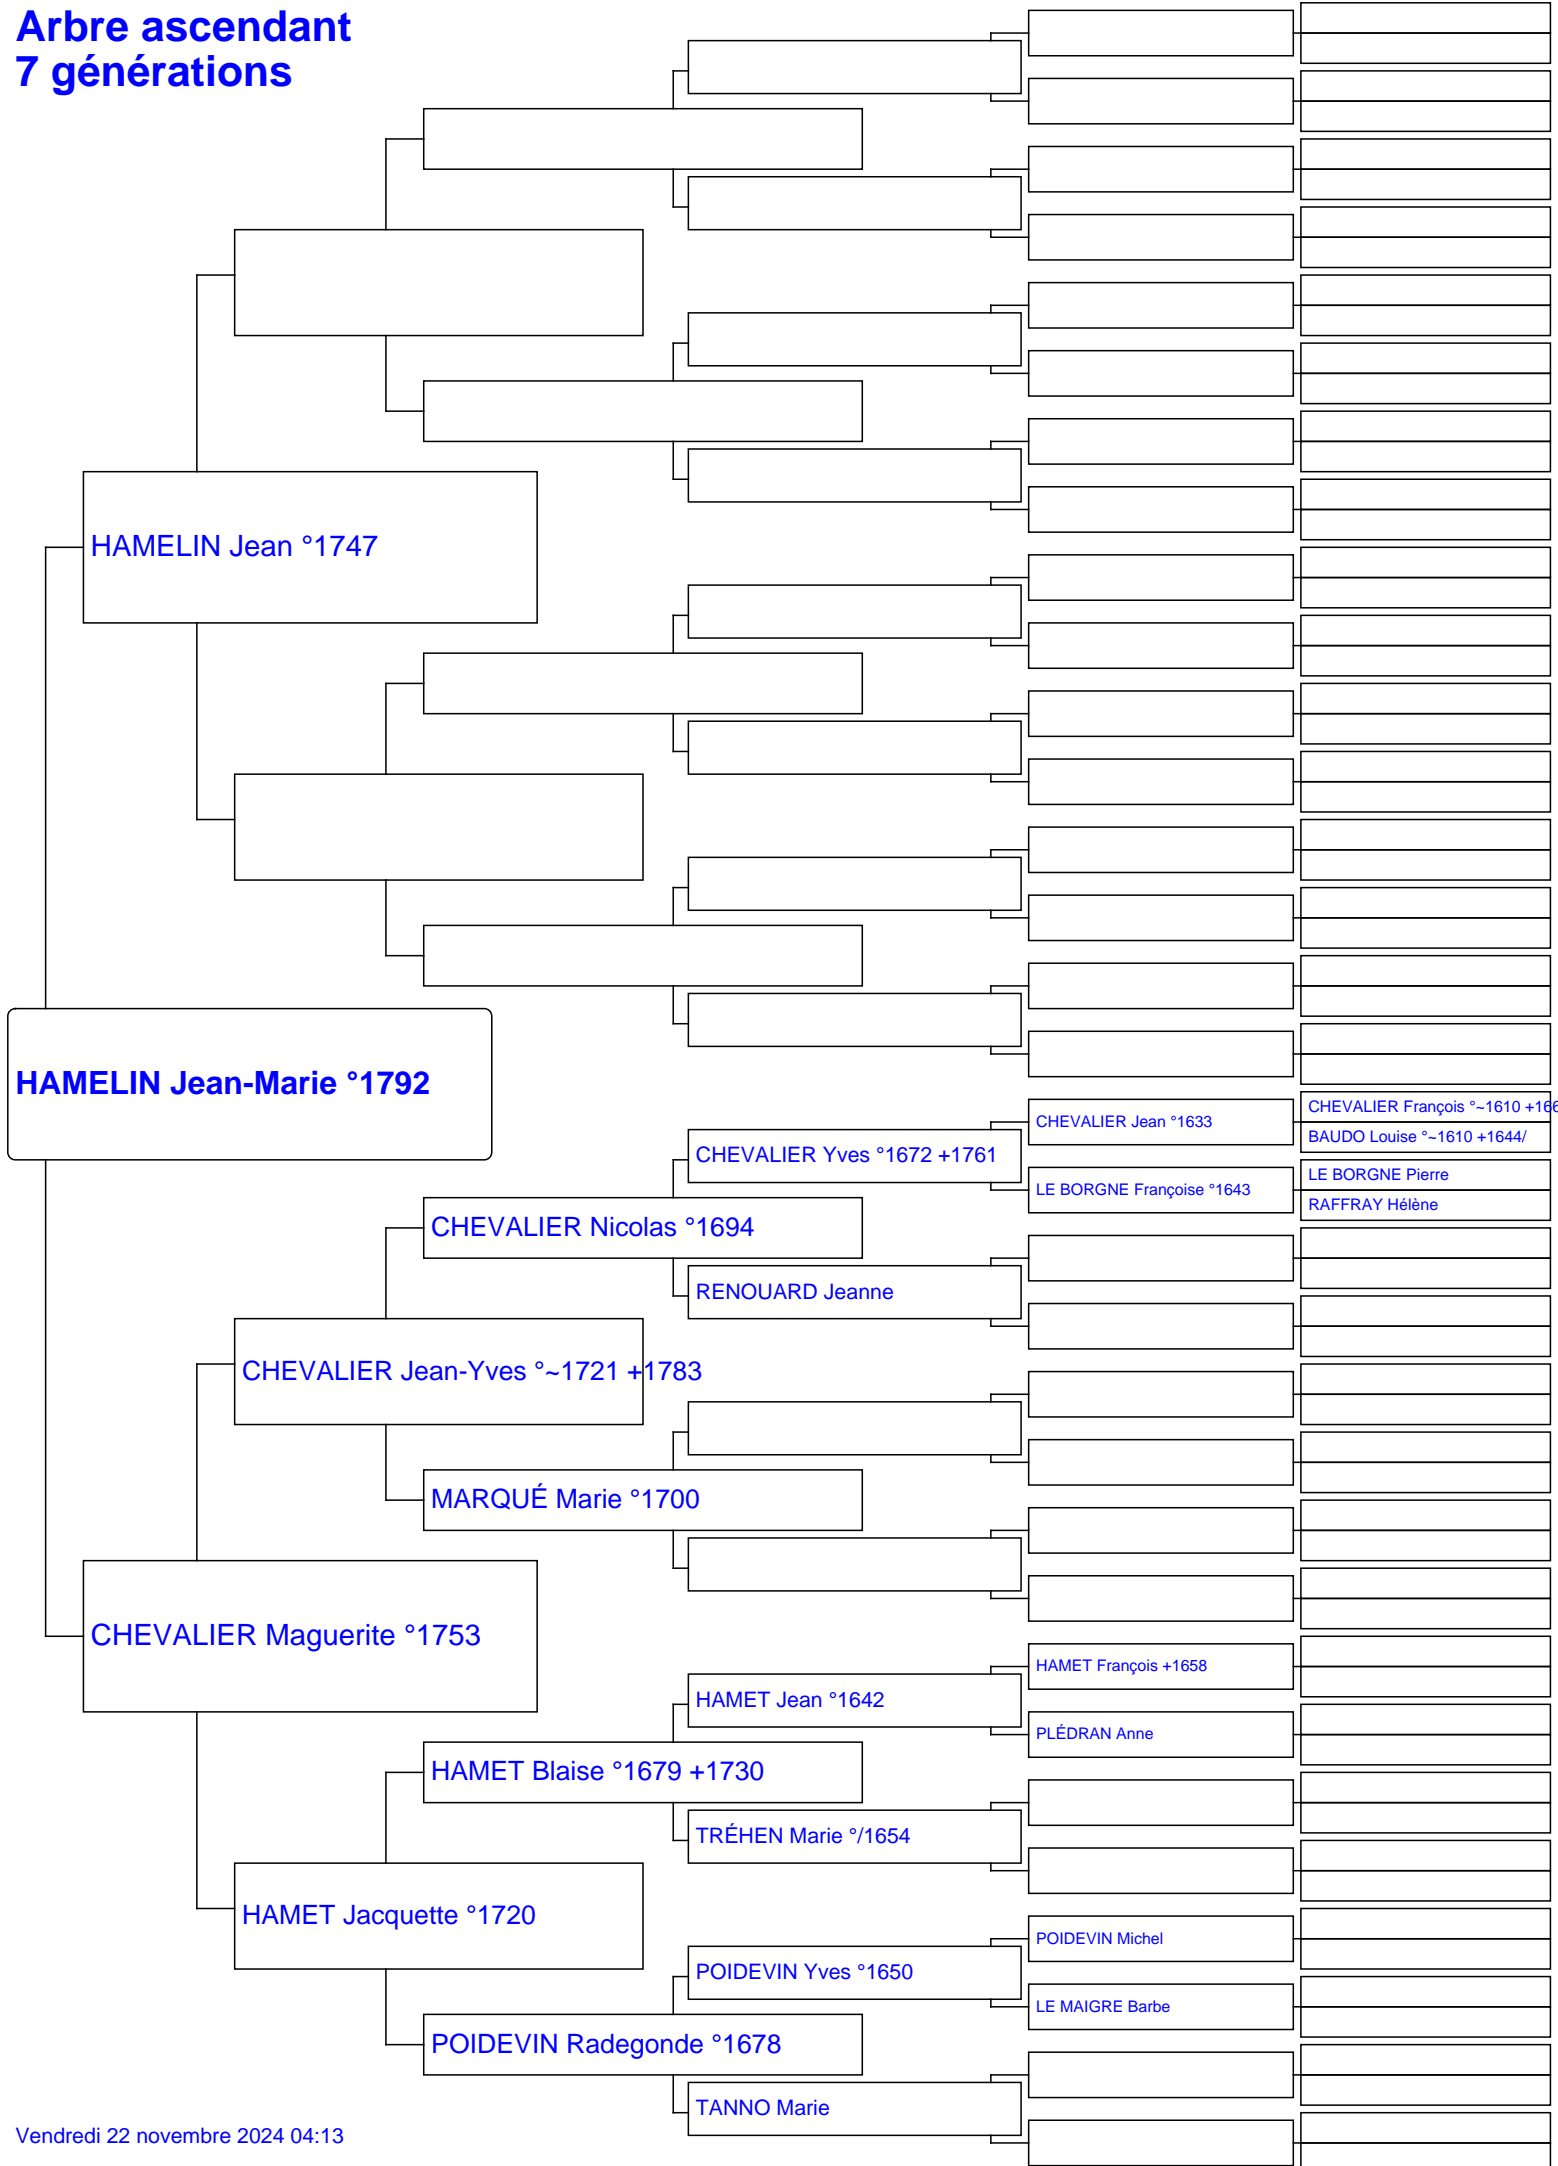 Arbre ascendant
7 générations
HAMELIN Jean °1747
HAMELIN Jean-Marie °1792
CHEVALIER François °~1610 +166
CHEVALIER Jean °1633
BAUDO Louise °~1610 +1644/
CHEVALIER Yves °1672 +1761
LE BORGNE Pierre
LE BORGNE Françoise °1643
RAFFRAY Hélène
CHEVALIER Nicolas °1694
RENOUARD Jeanne
CHEVALIER Jean-Yves °~1721 +1783
MARQUÉ Marie °1700
CHEVALIER Maguerite °1753
HAMET François +1658
HAMET Jean °1642
PLÉDRAN Anne
HAMET Blaise °1679 +1730
TRÉHEN Marie °/1654
HAMET Jacquette °1720
POIDEVIN Michel
POIDEVIN Yves °1650
LE MAIGRE Barbe
POIDEVIN Radegonde °1678
TANNO Marie
Vendredi 22 novembre 2024 04:13